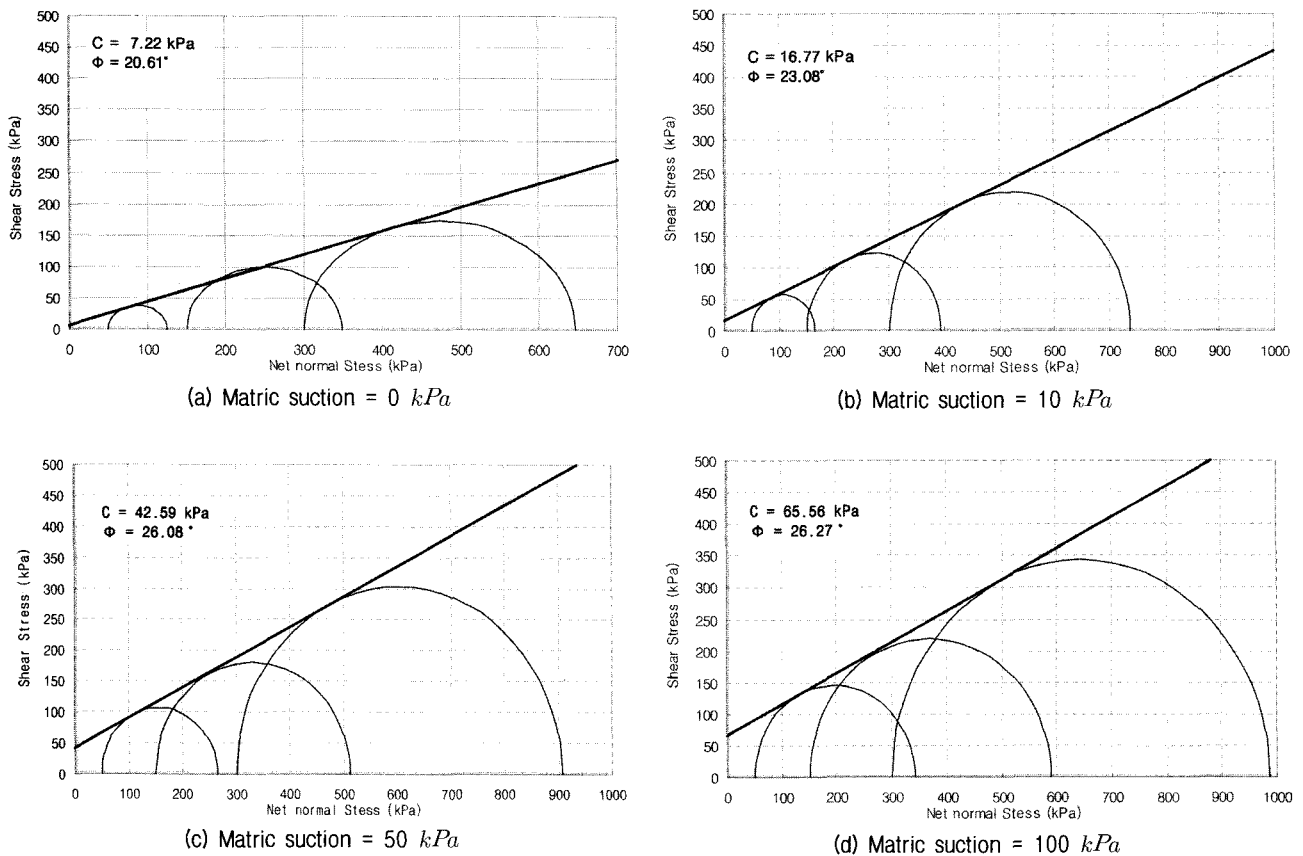 500
450
400
350
300
250
200
150
100
50
0
Shear Stress (kPa)
C = 7.22 kPa
Φ = 20.61°
0 100 200 300 400 500 600 700
Net normal Stess (kPa)
(a) Matric suction = 0 kPa
500
450
400
350
300
250
200
150
100
50
0
Shear Stress (kPa)
C = 16.77 kPa
Φ = 23.08°
0 100 200 300 400 500 600 700 800 900 1000
Net normal Stess (kPa)
(b) Matric suction = 10 kPa
500
450
400
350
300
250
200
150
100
50
0
Shear Stress (kPa)
C = 42.59 kPa
Φ = 26.08°
0 100 200 300 400 500 600 700 800 900 1000
Net normal Stess (kPa)
(c) Matric suction = 50 kPa
500
450
400
350
300
250
200
150
100
50
0
Shear Stress (kPa)
C = 65.56 kPa
Φ = 26.27°
0 100 200 300 400 500 600 700 800 900 1000
Net normal Stess (kPa)
(d) Matric suction = 100 kPa